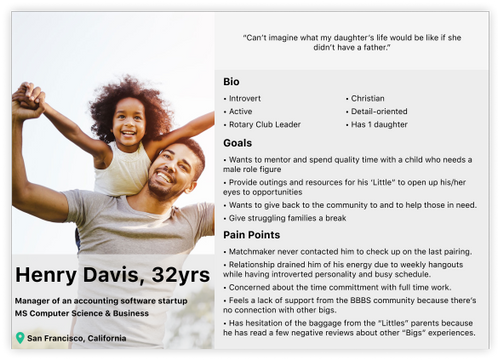 "Can't imagine what my daughter's life would be like if she
didn't have a father."
Bio
• Introvert
• Active
• Rotary Club Leader
• Christian
• Detail-oriented
• Has 1 daughter
Goals
• Wants to mentor and spend quality time with a child who needs a
male role figure
• Provide outings and resources for his 'Little" to open up his/her
eyes to opportunities
• Wants to give back to the community to and to help those in need.
• Give struggling families a break
Pain Points
• Matchmaker never contacted him to check up on the last pairing.
• Relationship drained him of his energy due to weekly hangouts
while having introverted personality and busy schedule.
• Concerned about the time committment with full time work.
• Feels a lack of support from the BBBS community because there's
no connection with other bigs.
• Has hesitation of the baggage from the "Littles" parents because
he has read a few negative reviews about other "Bigs" experiences.
Henry Davis, 32yrs
Manager of an accounting software startup
MS Computer Science & Business
San Francisco, California